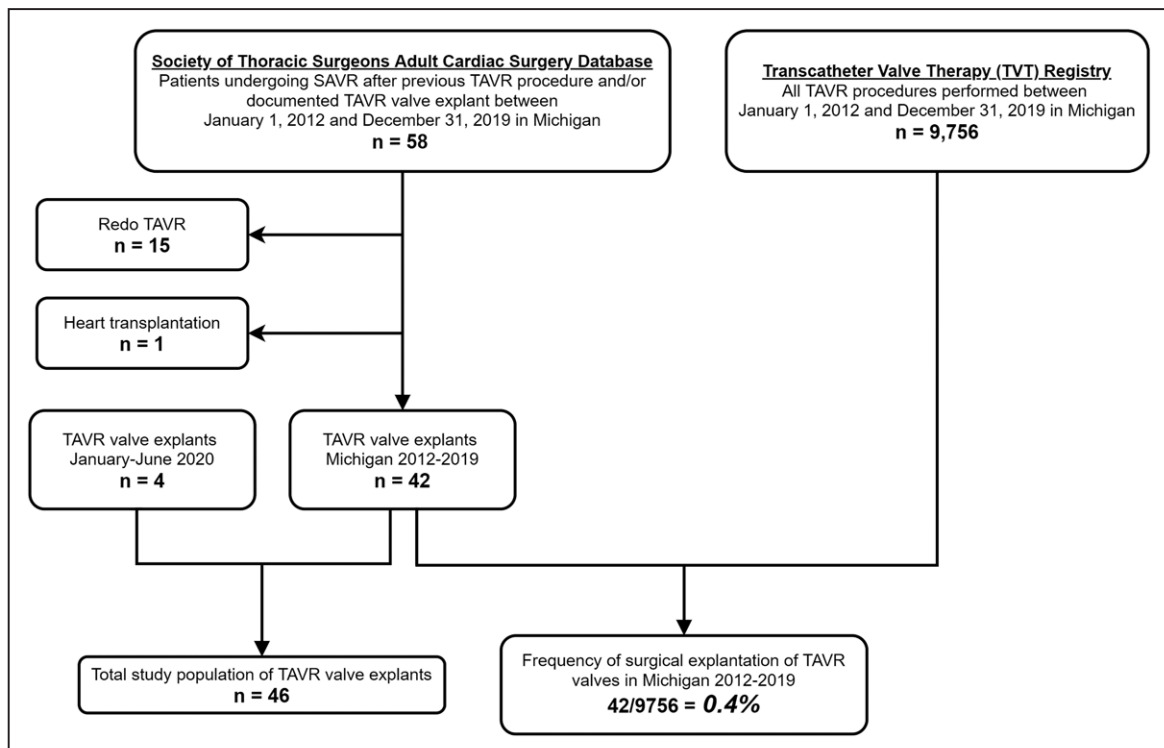 Society of Thoracic Surgeons Adult Cardiac Surgery Database
Patients undergoing SAVR after previous TAVR procedure and/or
documented TAVR valve explant between
January 1, 2012 and December 31, 2019 in Michigan
n = 58
Transcatheter Valve Therapy (TVT) Registry
All TAVR procedures performed between
January 1, 2012 and December 31, 2019 in Michigan
n = 9,756
Redo TAVR
n = 15
Heart transplantation
n = 1
TAVR valve explants
January-June 2020
n = 4
TAVR valve explants
Michigan 2012-2019
n = 42
Total study population of TAVR valve explants
n = 46
Frequency of surgical explantation of TAVR
valves in Michigan 2012-2019
42/9756 = 0.4%